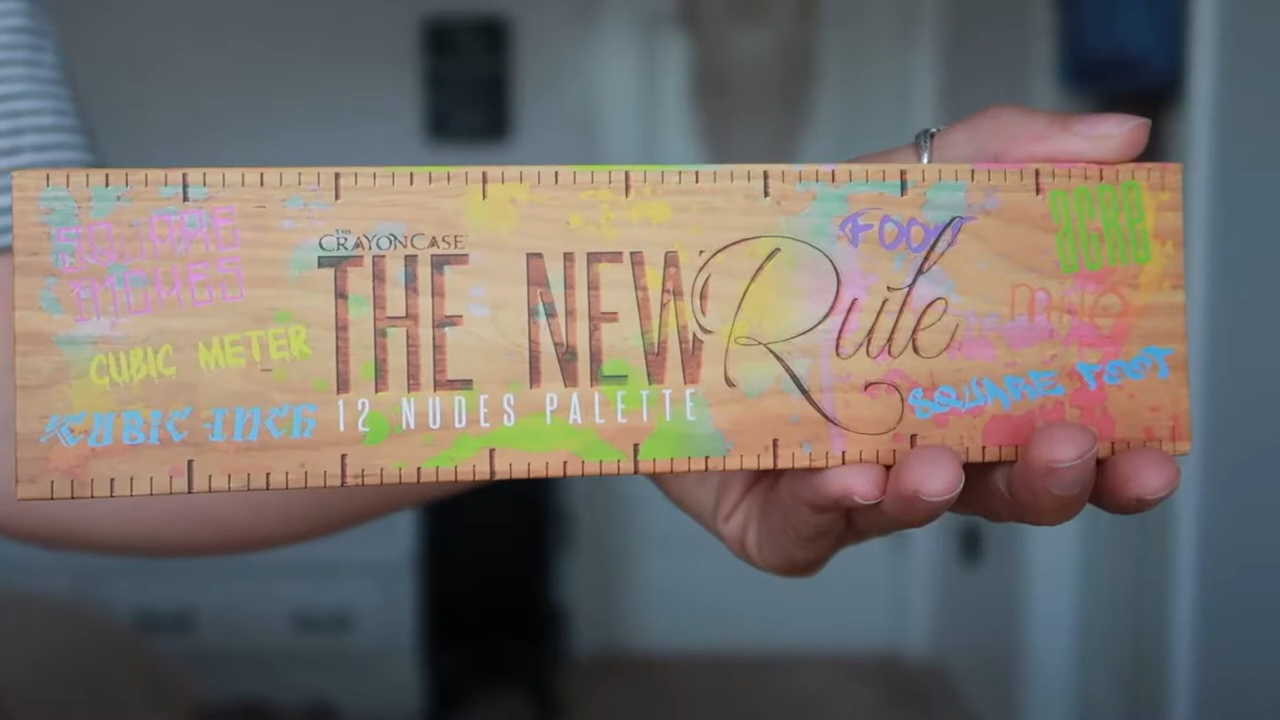 SQUARE
INCHES
CUBIC METER
CUBIC INCH
THE
CRAYON CASE
THE NEW Rule
12 NUDES PALETTE
FOOT
acre
mile
SQUARE FOOT